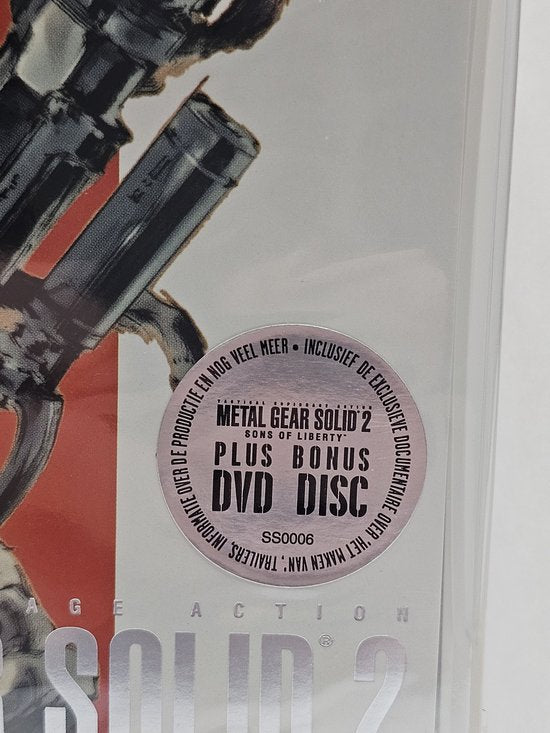 INCLUSIEF DE EXCLUSIEVE DOCUMENTAIRE OVER 'HET MAKEN VAN', TRAILERS, INFORMATIE OVER DE PRODUCTIE EN NOG VEEL MEER •
TACTICAL ESPIONAGE ACTION
METAL GEAR SOLID 2
SONS OF LIBERTY™
PLUS BONUS
DVD DISC
SS0006
AGE ACTION
SOLID® 2